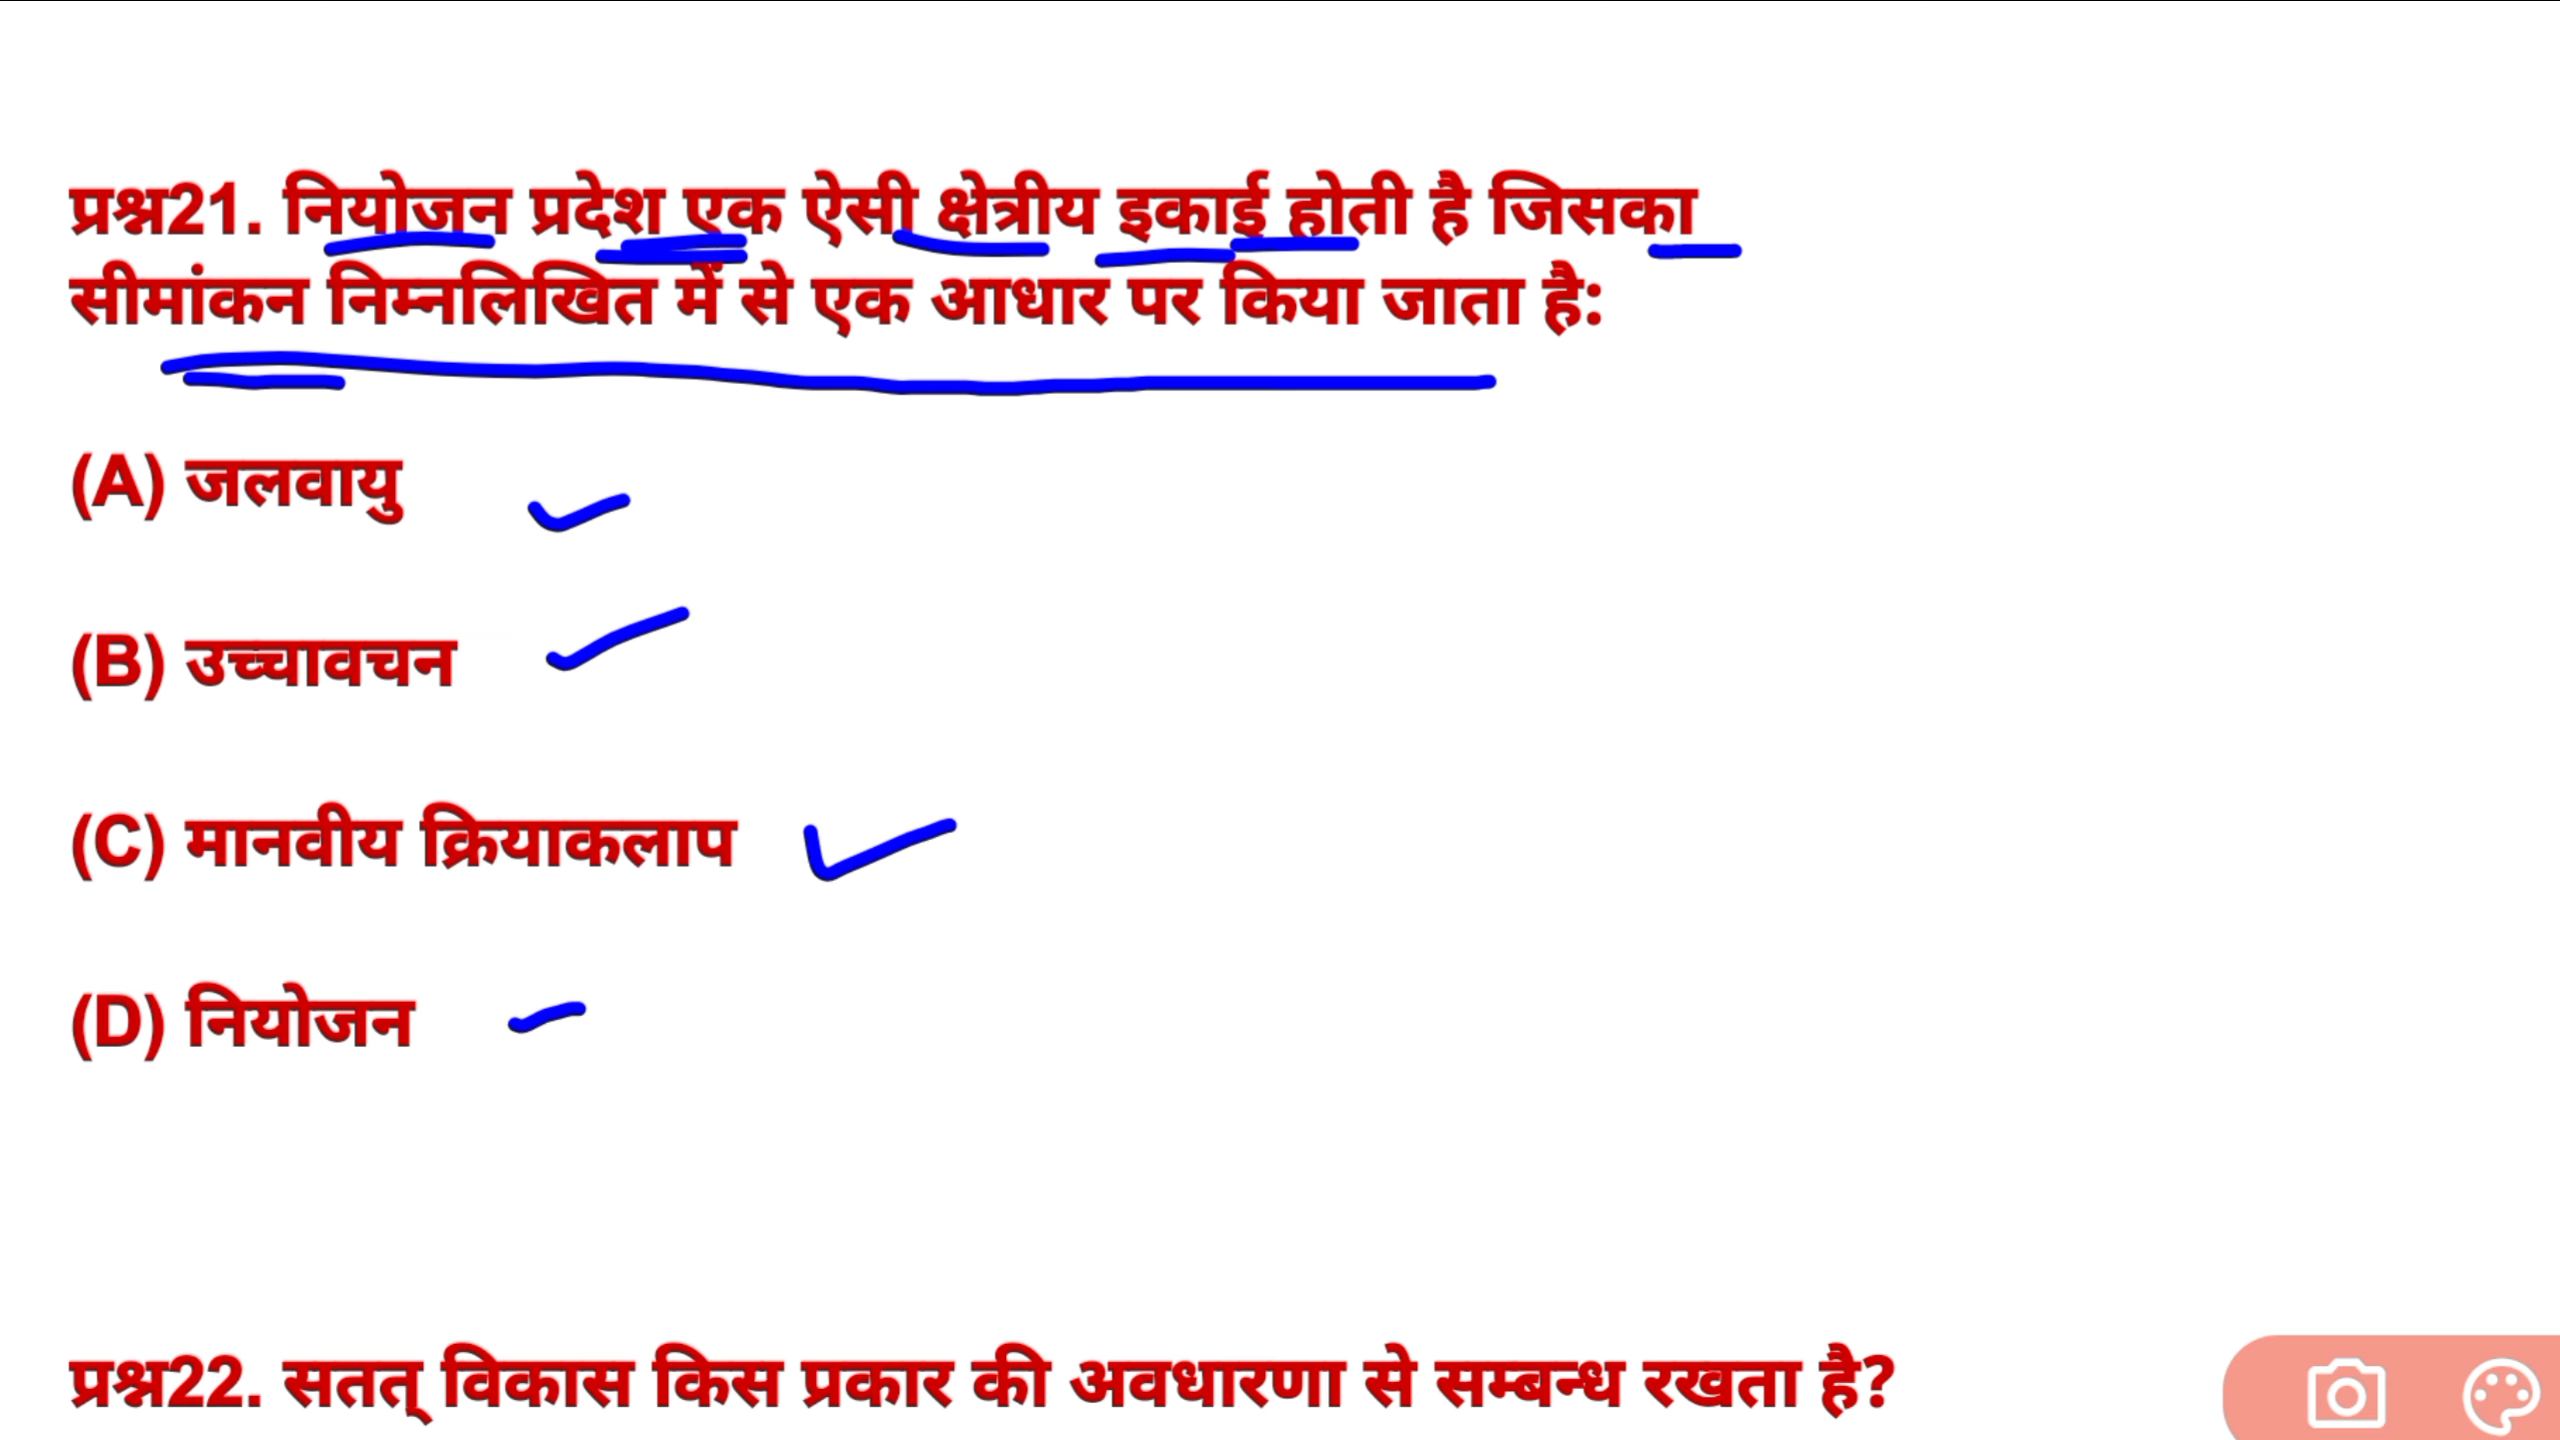 प्रश्न21. नियोजन प्रदेश एक ऐसी क्षेत्रीय इकाई होती है जिसका
सीमांकन निम्नलिखित में से एक आधार पर किया जाता है:
(A) जलवायु
(B) उच्चावचन
(C) मानवीय क्रियाकलाप
(D) नियोजन
प्रश्न22. सतत् विकास किस प्रकार की अवधारणा से सम्बन्ध रखता है?